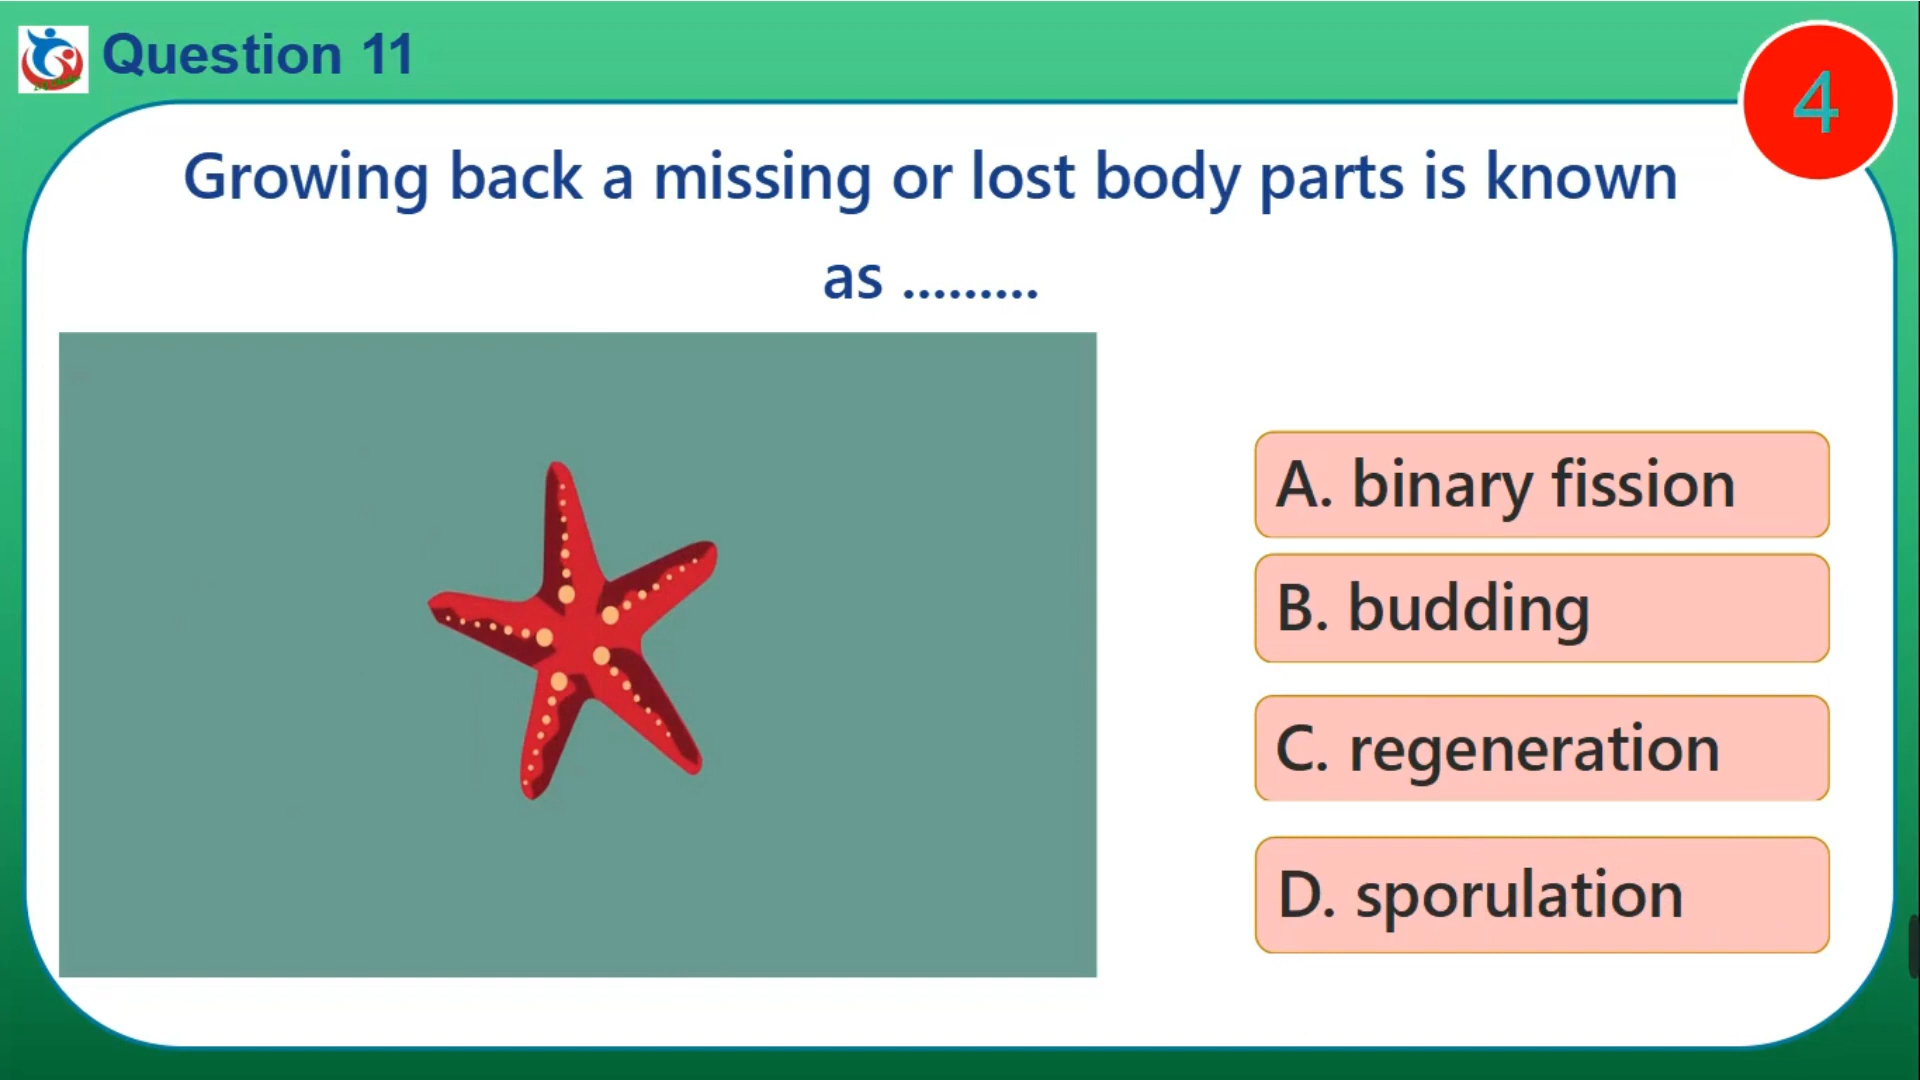 Question 11
4
Growing back a missing or lost body parts is known
as .........
A. binary fission
B. budding
C. regeneration
D. sporulation